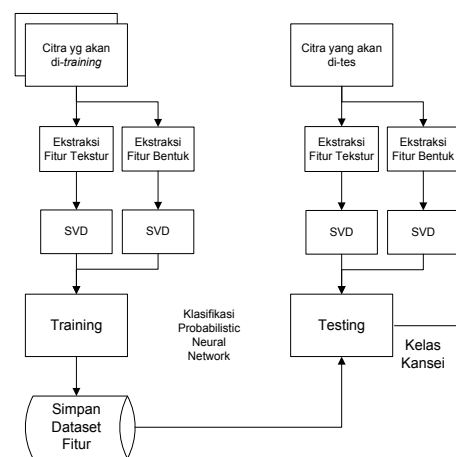 Citra yg akan
di-training
Ekstraksi
Fitur Tekstur
Ekstraksi
Fitur Bentuk
SVD
SVD
Training
Simpan
Dataset
Fitur
Klasifikasi
Probabilistic
Neural
Network
Citra yang akan
di-tes
Ekstraksi
Fitur Tekstur
Ekstraksi
Fitur Bentuk
SVD
SVD
Testing
Kelas
Kansei